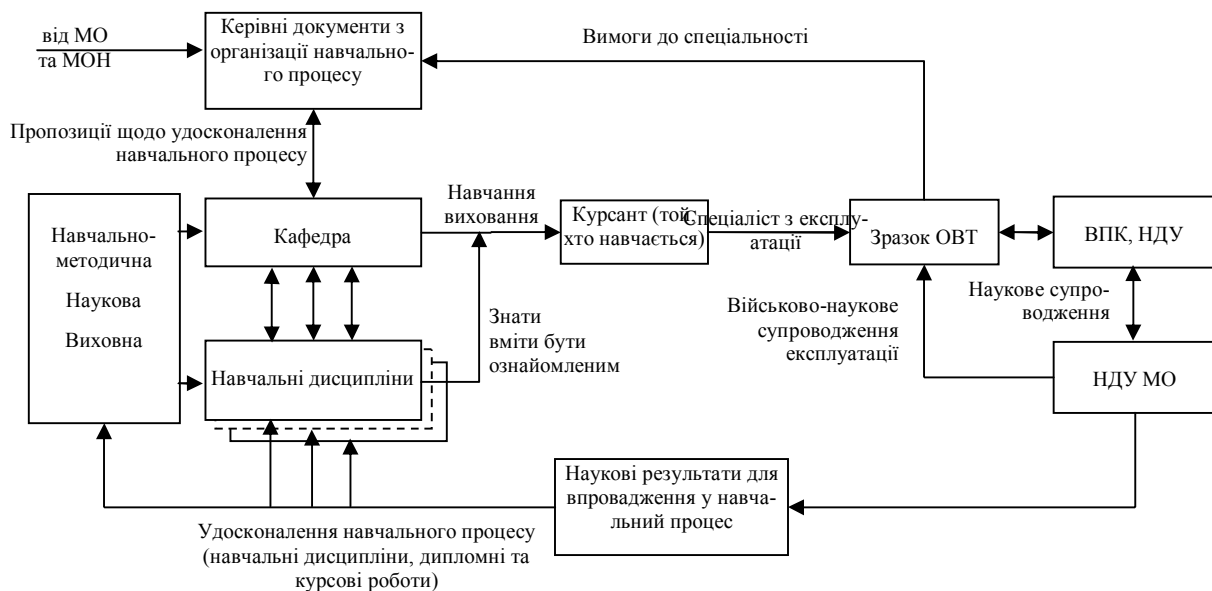 від МО
та МОН
Керівні документи з
організації навчально-
го процесу
Вимоги до спеціальності
Пропозиції щодо удосконалення
навчального процесу
Навчально-
методична
Наукова
Виховна
Кафедра
Навчання
виховання
Курсант (той
хто навчається)
Спеціаліст з експлу-
атації
Зразок ОВТ
ВПК, НДУ
Наукове супро-
водження
Військово-наукове
супроводження
експлуатації
Знати
вміти бути
ознайомленим
Навчальні дисципліни
НДУ МО
Наукові результати для
впровадження у навча-
льний процес
Удосконалення навчального процесу
(навчальні дисципліни, дипломні та
курсові роботи)